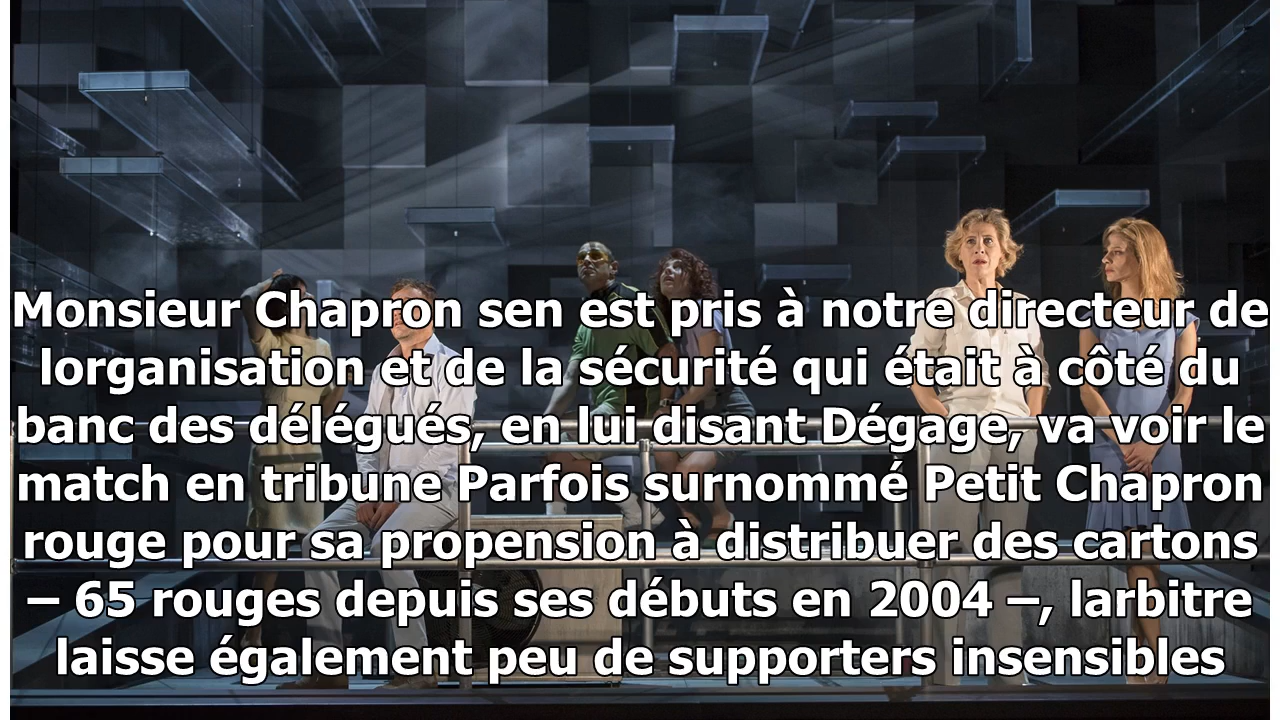 Monsieur Chapron sen est pris à notre directeur de
lorganisation et de la sécurité qui était à côté du
banc des délégués, en lui disant Dégage, va voir le
match en tribune Parfois surnommé Petit Chapron
rouge pour sa propension à distribuer des cartons
– 65 rouges depuis ses débuts en 2004 –, larbitre
laisse également peu de supporters insensibles